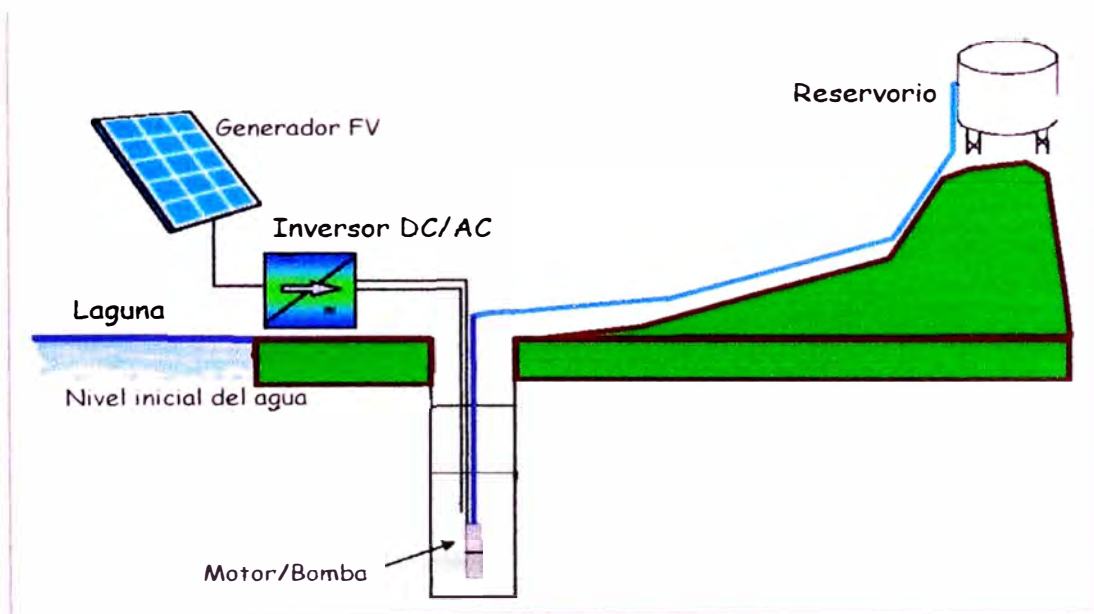 Reservorio
Generador FV
Inversor DC/AC
Laguna
Nivel inicial del agua
Motor/Bomba